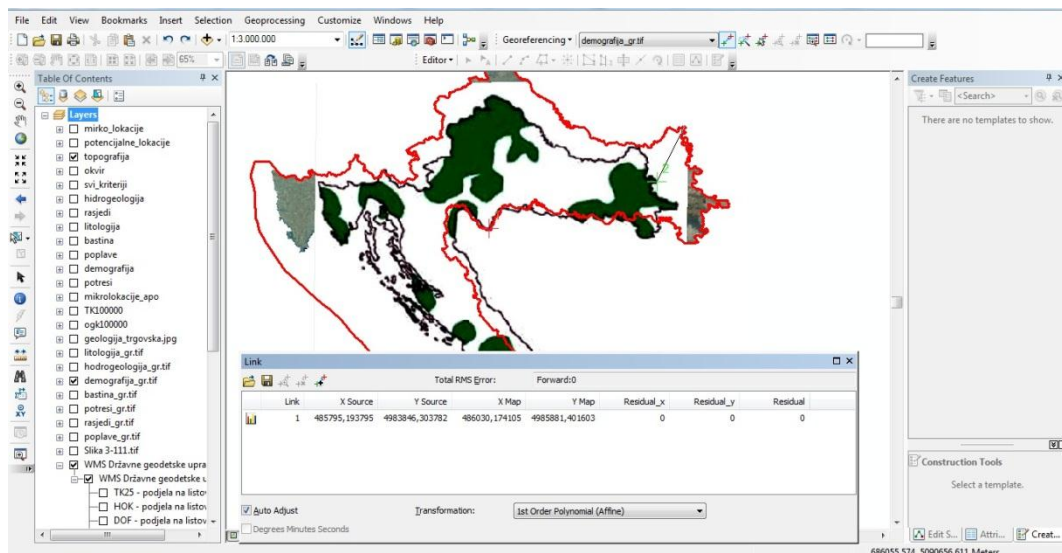 File Edit View Bookmarks Insert Selection Geoprocessing Customize Windows Help
1:3.000.000
Georeferencing
demografija_gr.tif
65%
Editor
Table Of Contents
Layers
mirko_lokacije
potencijalne_lokacije
topografija
okvir
svi_kriteriji
hidrogeologija
rasjedi
litologija
bastina
poplave
demografija
potresi
mikrolokacije_apo
TK100000
ogk100000
geologija_trgovska.jpg
litologija_gr.tif
hodrogeologija_gr.tif
demografija_gr.tif
bastina_gr.tif
potresi_gr.tif
rasjedi_gr.tif
poplave_gr.tif
Slika 3-111.tif
WMS Državne geodetske upra
WMS Državne geodetske u
TK25 - podjela na listov
HOK - podjela na listov
DOF - podjela na listov
2
Link
Total RMS Error: Forward:0
Link X Source Y Source X Map Y Map Residual_x Residual_y Residual
1 485795,193795 4983846,303782 486030,174105 4985881,401603 0 0 0
Auto Adjust
Transformation: 1st Order Polynomial (Affine)
Degrees Minutes Seconds
Create Features
<Search>
There are no templates to show.
Construction Tools
Select a template.
Edit S... Attri... Creat...
686055,574 5090656,611 Meters